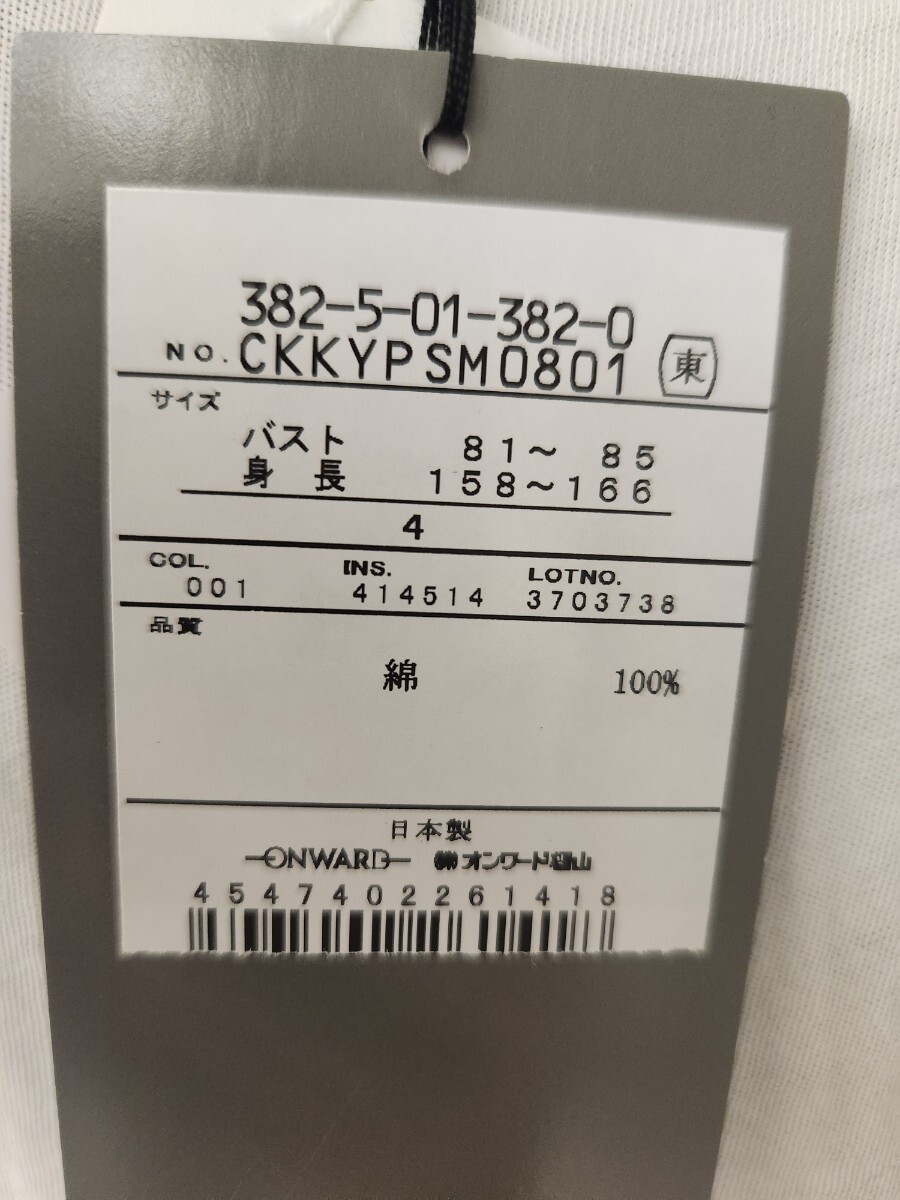 382-5-01-382-0
NO. CKKYPSM0801 東
サイズ
バスト 81～ 85
身長 158～166
4
COL. INS. LOTNO.
001 414514 3703738
品質
綿 100%
日本製
ONWARD ㈱オンワード樫山
4547402261418